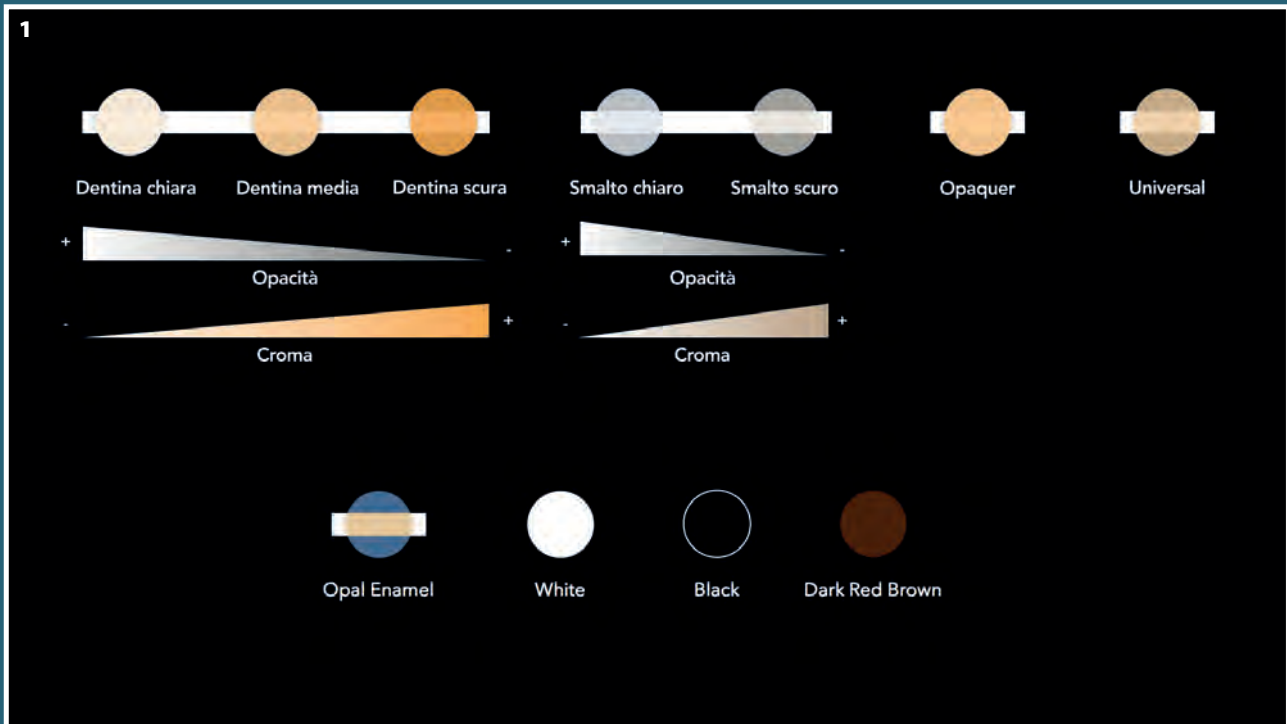 1
Dentina chiara Dentina media Dentina scura Smalto chiaro Smalto scuro Opaquer Universal
+ - + -
Opacità Opacità
- + - +
Croma Croma
Opal Enamel White Black Dark Red Brown